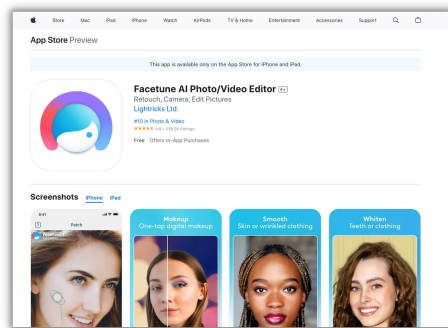 Store Mac iPad iPhone Watch AirPods TV & Home Entertainment Accessories Support
App Store Preview
This app is available only on the App Store for iPhone and iPad.
Facetune AI Photo/Video Editor 4+
Retouch, Camera, Edit Pictures
Lightricks Ltd.
#10 in Photo & Video
Free · Offers In-App Purchases
Screenshots iPhone iPad
9:41
Patch
Makeup
One-tap digital makeup
Smooth
Skin or wrinkled clothing
Whiten
Teeth or clothing